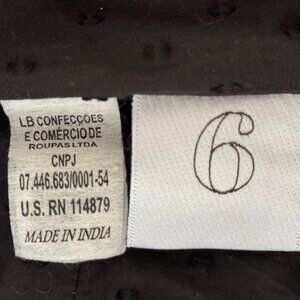 LB CONFECÇÕES
E COMÉRCIO DE
ROUPAS LTDA
CNPJ
07.446.683/0001-54
U.S. RN 114879
MADE IN INDIA
6